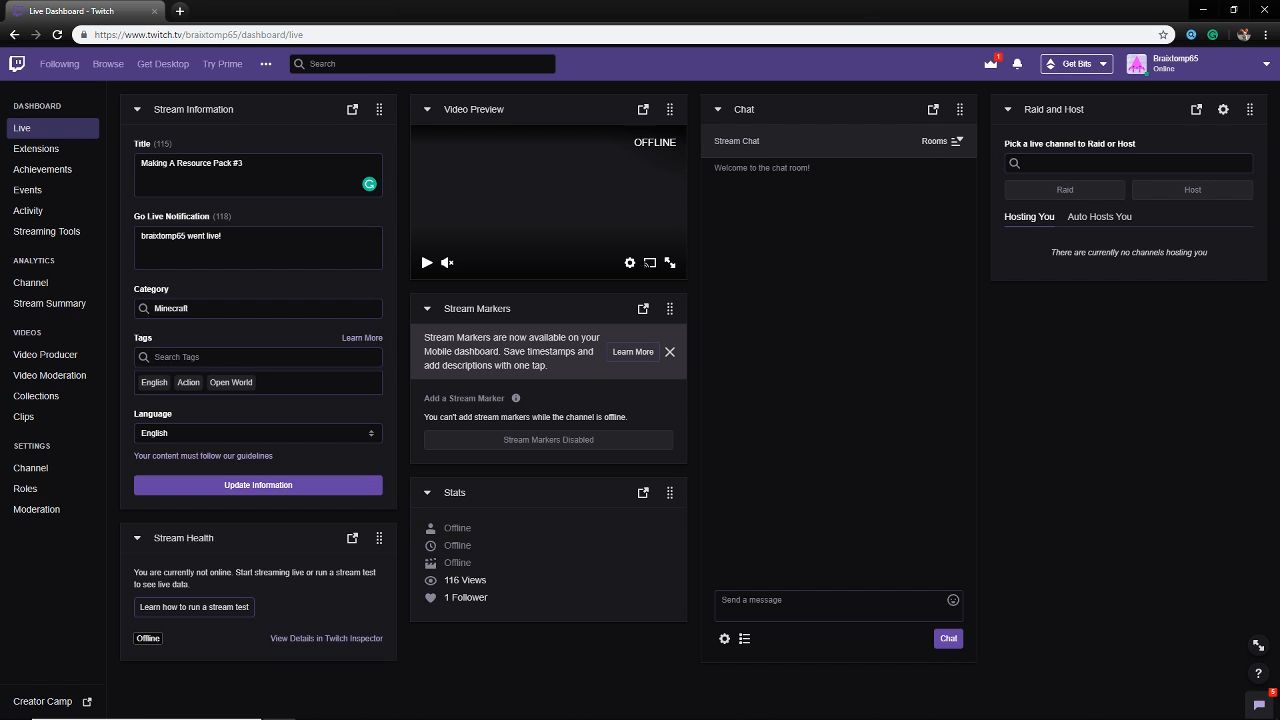 Live Dashboard - Twitch
https://www.twitch.tv/braixtomp65/dashboard/live
Following
Browse
Get Desktop
Try Prime
Search
1
Get Bits
Braixtomp65
Online
DASHBOARD
Live
Extensions
Achievements
Events
Activity
Streaming Tools
ANALYTICS
Channel
Stream Summary
VIDEOS
Video Producer
Video Moderation
Collections
Clips
SETTINGS
Channel
Roles
Moderation
Creator Camp
Stream Information
Title (115)
Making A Resource Pack #3
Go Live Notification (118)
braixtomp65 went live!
Category
Minecraft
Tags
Learn More
Search Tags
English
Action
Open World
Language
English
Your content must follow our guidelines
Update Information
Stream Health
You are currently not online. Start streaming live or run a stream test
to see live data.
Learn how to run a stream test
Offline
View Details in Twitch Inspector
Video Preview
OFFLINE
Stream Markers
Stream Markers are now available on your
Mobile dashboard. Save timestamps and
add descriptions with one tap.
Learn More
Add a Stream Marker
You can't add stream markers while the channel is offline.
Stream Markers Disabled
Stats
Offline
Offline
Offline
116 Views
1 Follower
Chat
Stream Chat
Rooms
Welcome to the chat room!
Send a message
Chat
Raid and Host
Pick a live channel to Raid or Host
Raid
Host
Hosting You
Auto Hosts You
There are currently no channels hosting you
?
5